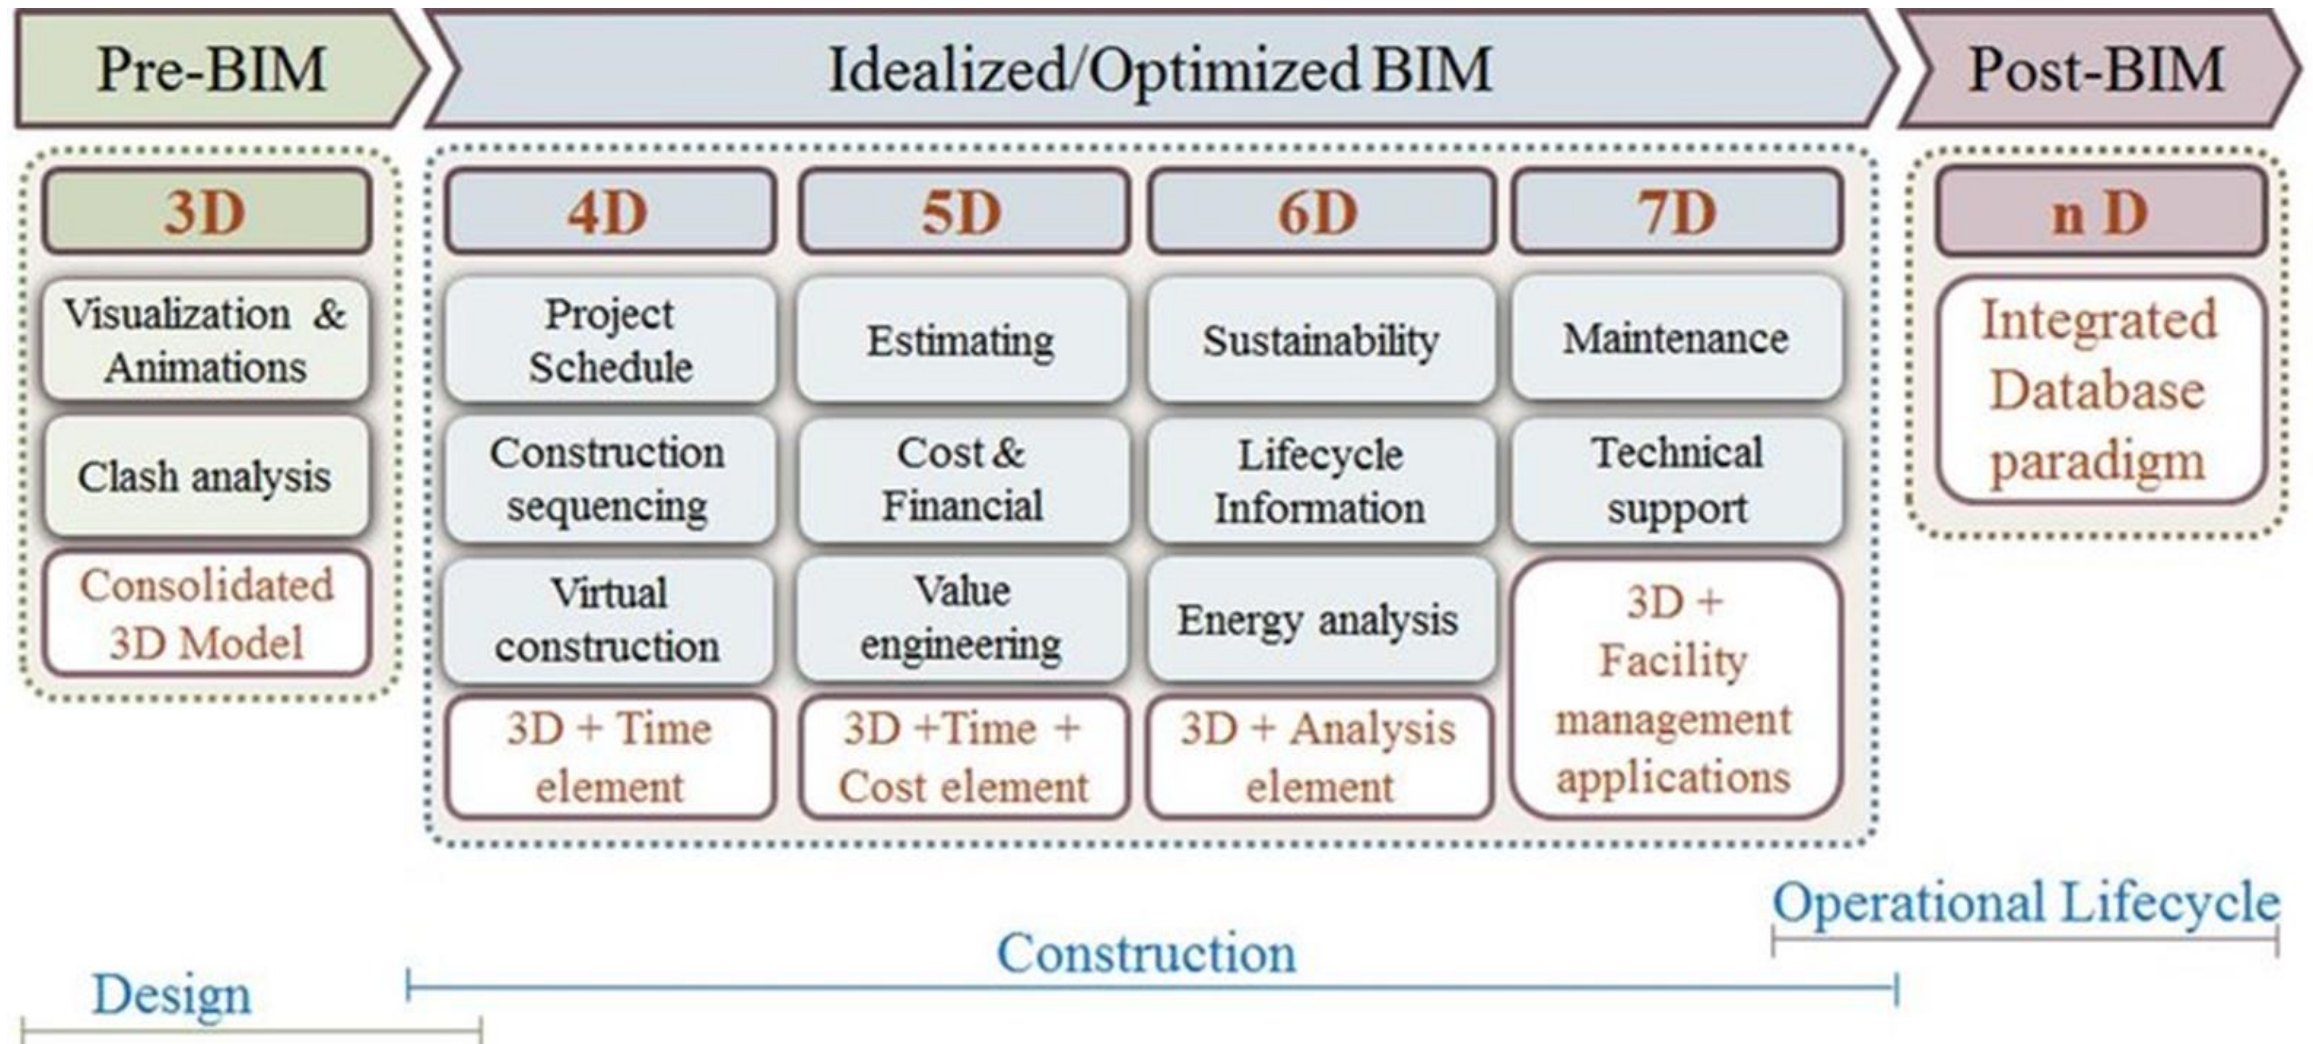 Pre-BIM
Idealized/Optimized BIM
Post-BIM
3D
Visualization &
Animations
Clash analysis
Consolidated
3D Model
4D
Project
Schedule
Construction
sequencing
Virtual
construction
3D + Time
element
5D
Estimating
Cost &
Financial
Value
engineering
3D +Time +
Cost element
6D
Sustainability
Lifecycle
Information
Energy analysis
3D + Analysis
element
7D
Maintenance
Technical
support
3D +
Facility
management
applications
n D
Integrated
Database
paradigm
Operational Lifecycle
Construction
Design